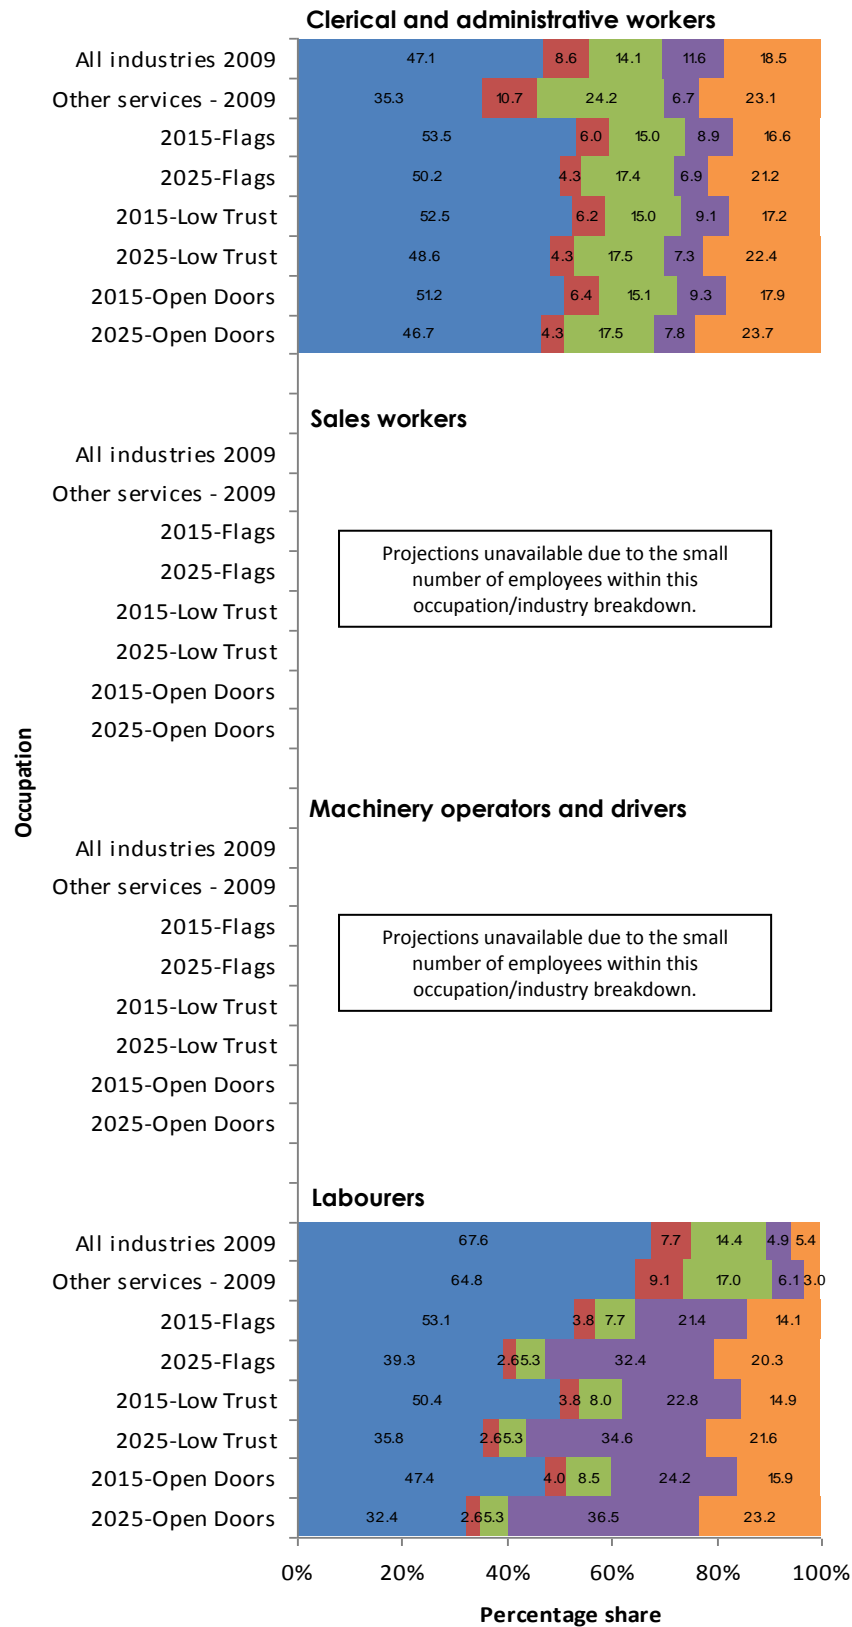 Clerical and administrative workers
All industries 2009 47.1 8.6 14.1 11.6 18.5
Other services - 2009 35.3 10.7 24.2 6.7 23.1
2015-Flags 53.5 6.0 15.0 8.9 16.6
2025-Flags 50.2 4.3 17.4 6.9 21.2
2015-Low Trust 52.5 6.2 15.0 9.1 17.2
2025-Low Trust 48.6 4.3 17.5 7.3 22.4
2015-Open Doors 51.2 6.4 15.1 9.3 17.9
2025-Open Doors 46.7 4.3 17.5 7.8 23.7
Sales workers
All industries 2009
Other services - 2009
2015-Flags
2025-Flags
2015-Low Trust
2025-Low Trust
2015-Open Doors
2025-Open Doors
Projections unavailable due to the small
number of employees within this
occupation/industry breakdown.
Occupation
Machinery operators and drivers
All industries 2009
Other services - 2009
2015-Flags
2025-Flags
2015-Low Trust
2025-Low Trust
2015-Open Doors
2025-Open Doors
Projections unavailable due to the small
number of employees within this
occupation/industry breakdown.
Labourers
All industries 2009 67.6 7.7 14.4 4.9 5.4
Other services - 2009 64.8 9.1 17.0 6.1 3.0
2015-Flags 53.1 3.8 7.7 21.4 14.1
2025-Flags 39.3 2.6 5.3 32.4 20.3
2015-Low Trust 50.4 3.8 8.0 22.8 14.9
2025-Low Trust 35.8 2.6 5.3 34.6 21.6
2015-Open Doors 47.4 4.0 8.5 24.2 15.9
2025-Open Doors 32.4 2.6 5.3 36.5 23.2
0% 20% 40% 60% 80% 100%
Percentage share